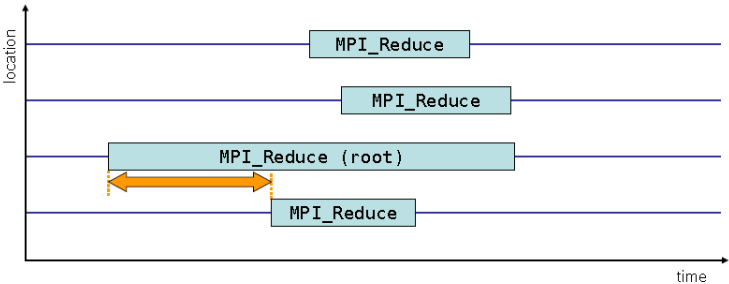 location
MPI_Reduce
MPI_Reduce
MPI_Reduce (root)
MPI_Reduce
time